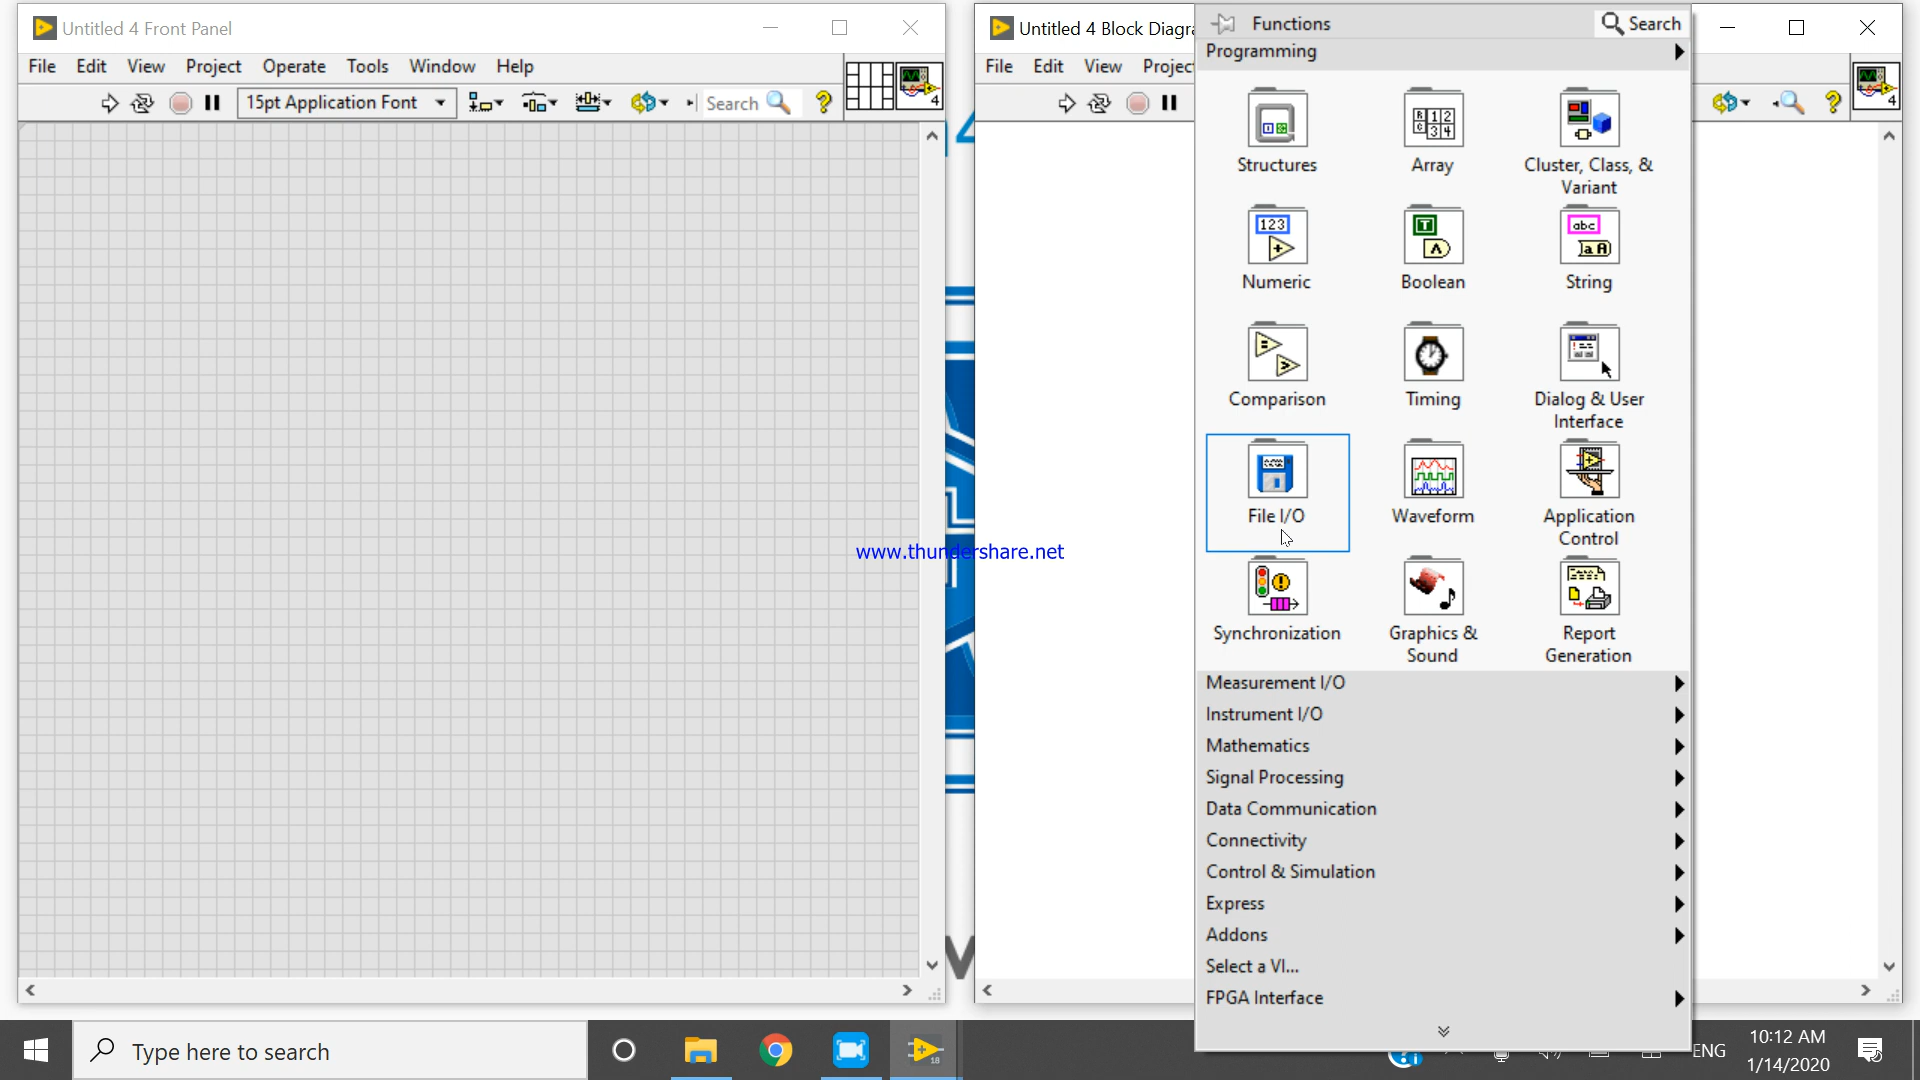 Untitled 4 Front Panel
File Edit View Project Operate Tools Window Help
15pt Application Font
Search
4
Untitled 4 Block Diagra
File Edit View Projec
4
Functions
Search
Programming
Structures
Array
Cluster, Class, &
Variant
Numeric
Boolean
String
Comparison
Timing
Dialog & User
Interface
File I/O
Waveform
Application
Control
Synchronization
Graphics &
Sound
Report
Generation
Measurement I/O
Instrument I/O
Mathematics
Signal Processing
Data Communication
Connectivity
Control & Simulation
Express
Addons
Select a VI...
FPGA Interface
www.thundershare.net
Type here to search
18
ENG
10:12 AM
1/14/2020